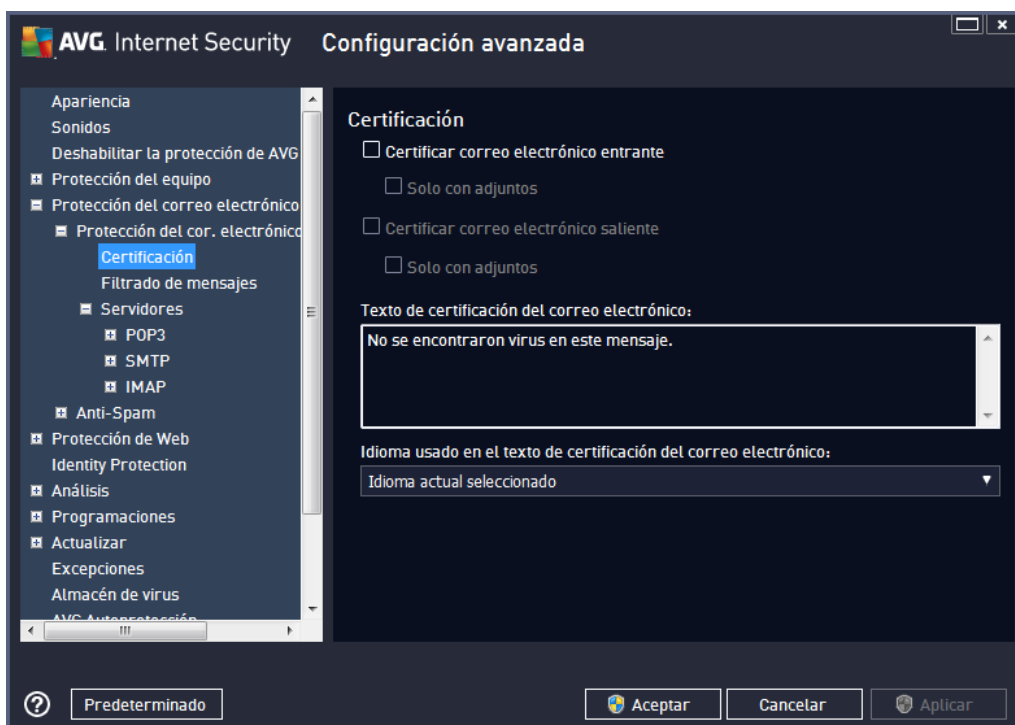 AVG. Internet Security Configuración avanzada
Apariencia
Sonidos
Deshabilitar la protección de AVG
Protección del equipo
Protección del correo electrónico
Protección del cor. electrónico
Certificación
Filtrado de mensajes
Servidores
POP3
SMTP
IMAP
Anti-Spam
Protección de Web
Identity Protection
Análisis
Programaciones
Actualizar
Excepciones
Almacén de virus
AVG Autoprotección
Certificación
Certificar correo electrónico entrante
Solo con adjuntos
Certificar correo electrónico saliente
Solo con adjuntos
Texto de certificación del correo electrónico:
No se encontraron virus en este mensaje.
Idioma usado en el texto de certificación del correo electrónico:
Idioma actual seleccionado
Predeterminado
Aceptar
Cancelar
Aplicar